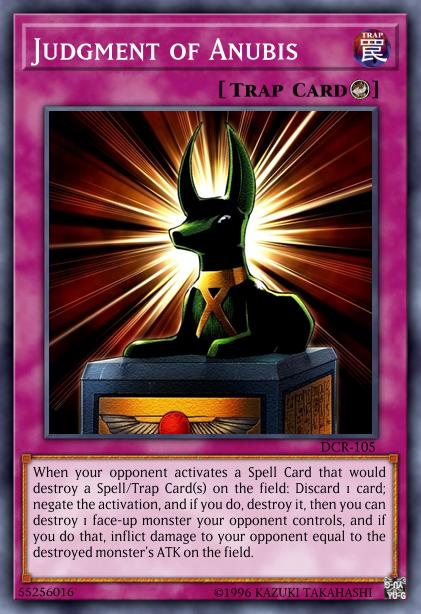 JUDGMENT OF ANUBIS
TRAP
罠
[TRAP CARD]
DCR-105
When your opponent activates a Spell Card that would
destroy a Spell/Trap Card(s) on the field: Discard 1 card;
negate the activation, and if you do, destroy it, then you can
destroy 1 face-up monster your opponent controls, and if
you do that, inflict damage to your opponent equal to the
destroyed monster's ATK on the field.
55256016 ©1996 KAZUKI TAKAHASHI